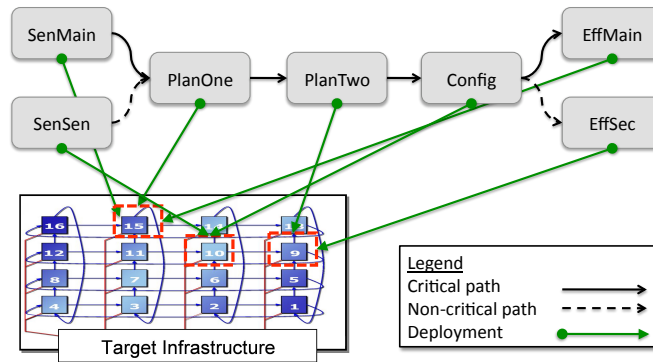 SenMain
EffMain
PlanOne
PlanTwo
Config
SenSen
EffSec
16
15
12
11
10
9
8
7
6
5
4
3
2
1
Target Infrastructure
Legend
Critical path
Non-critical path
Deployment